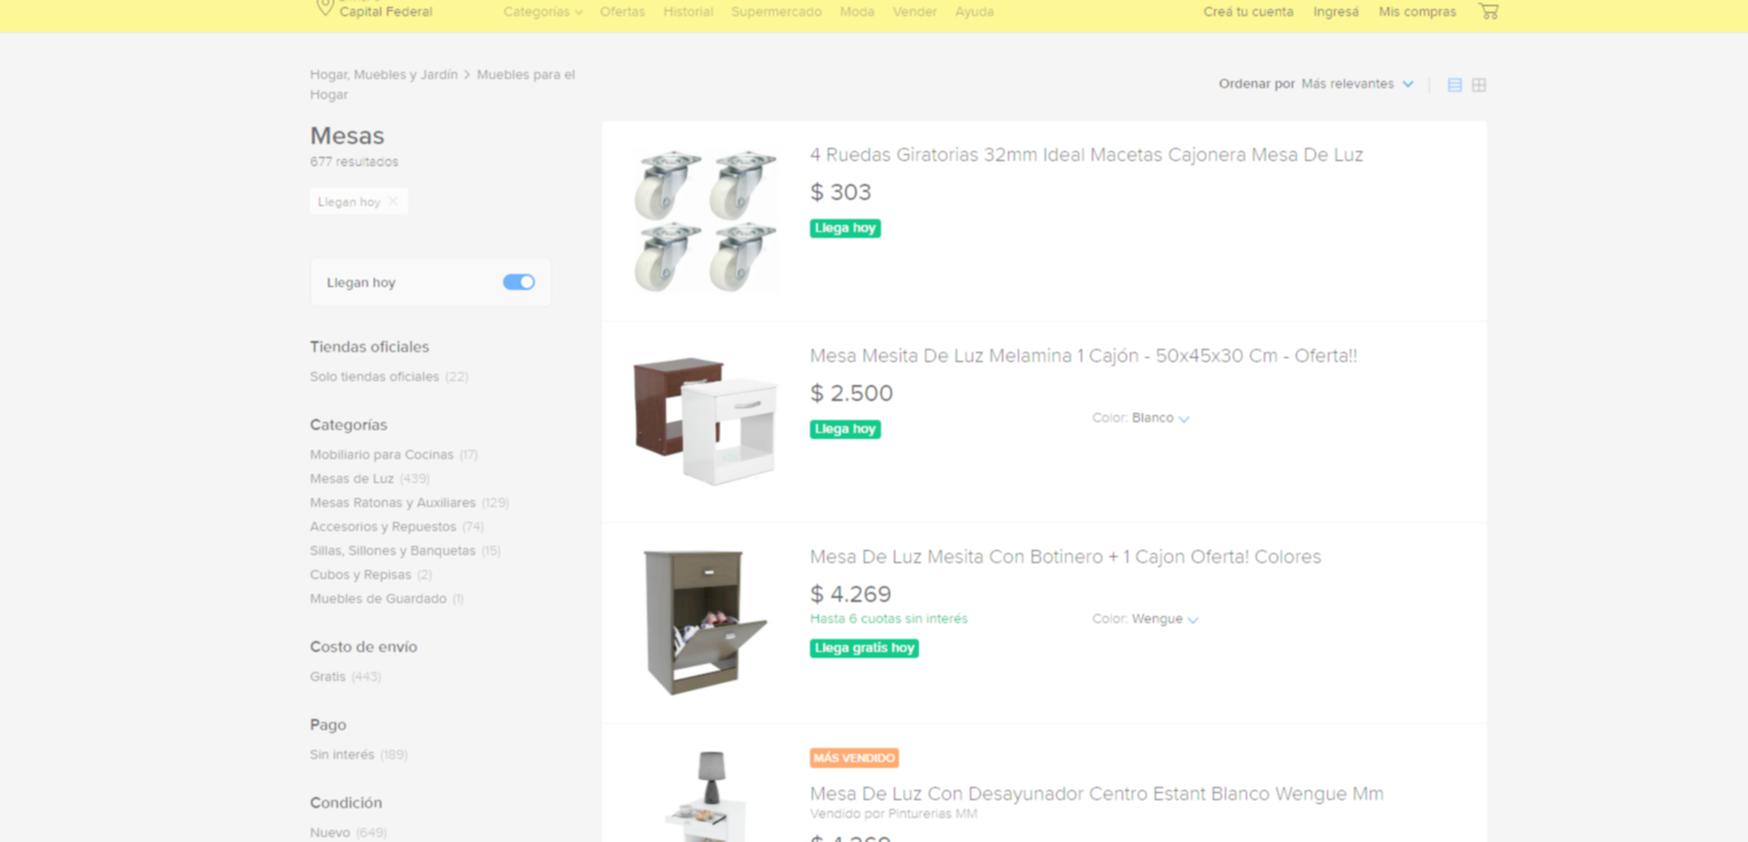 Capital Federal
Categorías
Ofertas
Historial
Supermercado
Moda
Vender
Ayuda
Creá tu cuenta
Ingresá
Mis compras
Hogar, Muebles y Jardín > Muebles para el
Hogar
Ordenar por Más relevantes
Mesas
677 resultados
Llegan hoy ×
Llegan hoy
Tiendas oficiales
Solo tiendas oficiales (22)
Categorías
Mobiliario para Cocinas (17)
Mesas de Luz (439)
Mesas Ratonas y Auxiliares (129)
Accesorios y Repuestos (74)
Sillas, Sillones y Banquetas (15)
Cubos y Repisas (2)
Muebles de Guardado (1)
Costo de envío
Gratis (443)
Pago
Sin interés (189)
Condición
Nuevo (649)
4 Ruedas Giratorias 32mm Ideal Macetas Cajonera Mesa De Luz
$ 303
Llega hoy
Mesa Mesita De Luz Melamina 1 Cajón - 50x45x30 Cm - Oferta!!
$ 2.500
Color: Blanco
Llega hoy
Mesa De Luz Mesita Con Botinero + 1 Cajon Oferta! Colores
$ 4.269
Hasta 6 cuotas sin interés
Color: Wengue
Llega gratis hoy
MÁS VENDIDO
Mesa De Luz Con Desayunador Centro Estant Blanco Wengue Mm
Vendido por Pinturerias MM